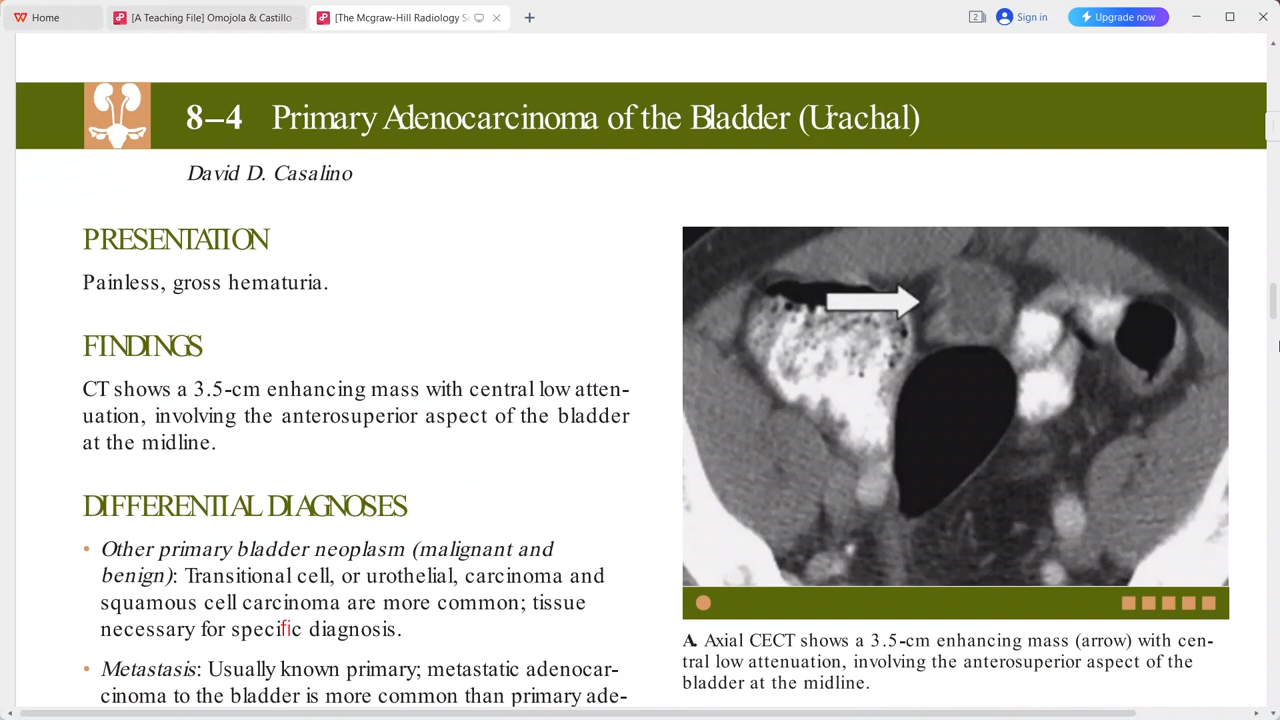 Home
[A Teaching File] Omojola & Castillo
[The Mcgraw-Hill Radiology S
2
Sign in
Upgrade now
8–4 Primary Adenocarcinoma of the Bladder (Urachal)
David D. Casalino
PRESENTATION
Painless, gross hematuria.
FINDINGS
CT shows a 3.5-cm enhancing mass with central low atten-
uation, involving the anterosuperior aspect of the bladder
at the midline.
DIFFERENTIAL DIAGNOSES
• Other primary bladder neoplasm (malignant and
benign): Transitional cell, or urothelial, carcinoma and
squamous cell carcinoma are more common; tissue
necessary for specific diagnosis.
• Metastasis: Usually known primary; metastatic adenocar-
cinoma to the bladder is more common than primary ade-
A. Axial CECT shows a 3.5-cm enhancing mass (arrow) with cen-
tral low attenuation, involving the anterosuperior aspect of the
bladder at the midline.